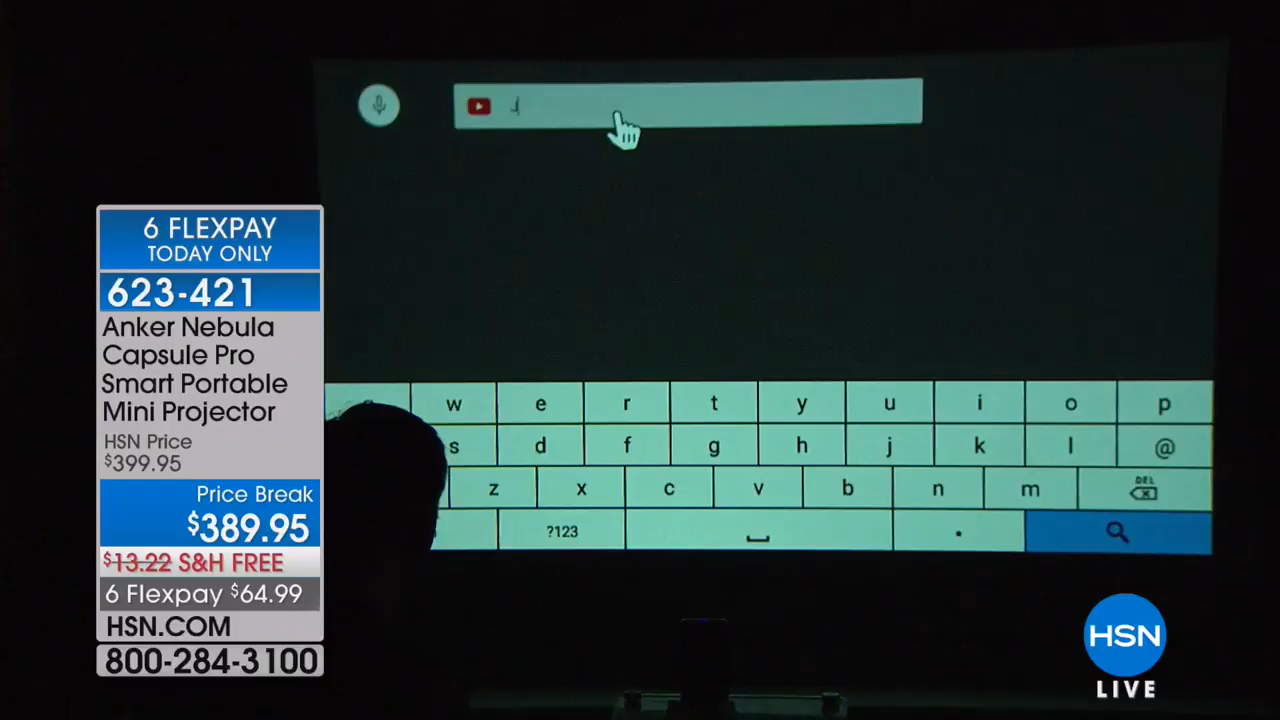 6 FLEXPAY
TODAY ONLY
623-421
Anker Nebula
Capsule Pro
Smart Portable
Mini Projector
HSN Price
$399.95
Price Break
$389.95
$13.22 S&H FREE
6 Flexpay $64.99
HSN.COM
800-284-3100
w e r t y u i o p
s d f g h j k l @
z x c v b n m DEL
?123 .
HSN
LIVE